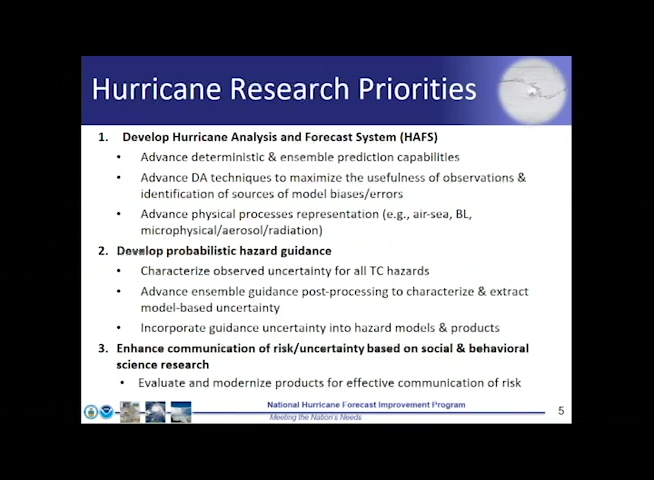 Hurricane Research Priorities
1. Develop Hurricane Analysis and Forecast System (HAFS)
• Advance deterministic & ensemble prediction capabilities
• Advance DA techniques to maximize the usefulness of observations &
identification of sources of model biases/errors
• Advance physical processes representation (e.g., air-sea, BL,
microphysical/aerosol/radiation)
2. Develop probabilistic hazard guidance
• Characterize observed uncertainty for all TC hazards
• Advance ensemble guidance post-processing to characterize & extract
model-based uncertainty
• Incorporate guidance uncertainty into hazard models & products
3. Enhance communication of risk/uncertainty based on social & behavioral
science research
• Evaluate and modernize products for effective communication of risk
National Hurricane Forecast Improvement Program
Meeting the Nation's Needs
5